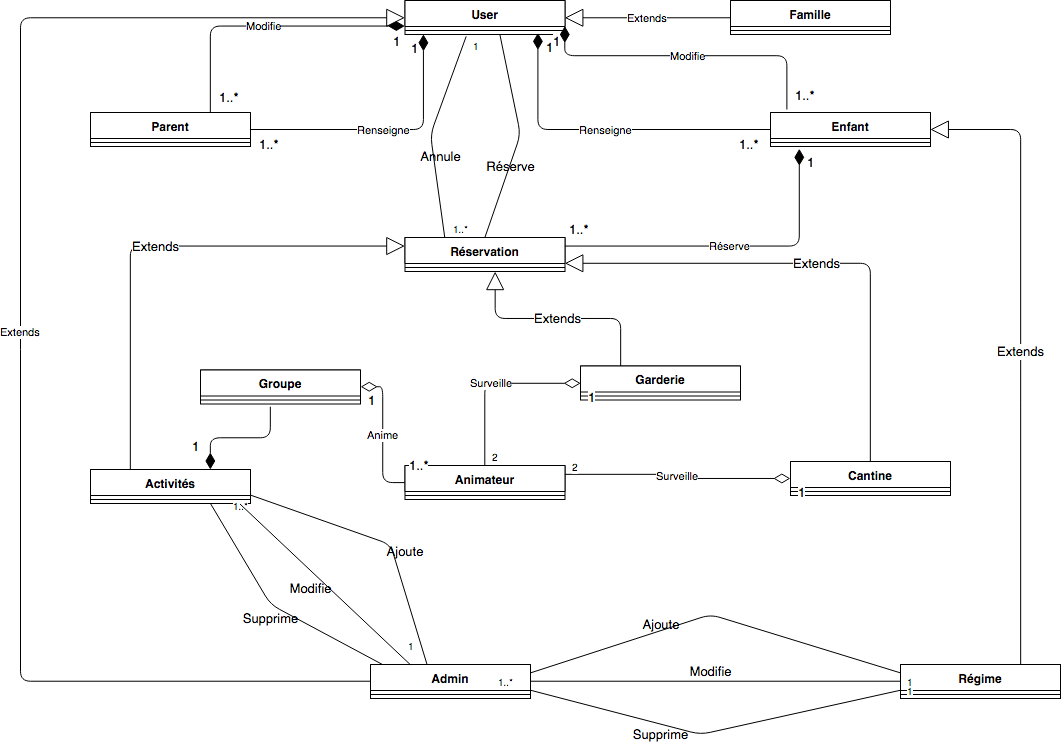 User
Famille
Extends
Modifie
1
1
1
1
1
Modifie
1..*
1..*
Parent
Renseigne
Renseigne
Enfant
1..*
1..*
1
Annule
Réserve
1..*
1..*
Extends
Réservation
Réserve
Extends
Extends
Extends
Extends
Groupe
Surveille
Garderie
1
1
Anime
1
2
1..*
2
Animateur
Surveille
Cantine
1
Activités
1..*
Ajoute
Modifie
Supprime
1
Ajoute
Modifie
Admin
1..*
1
1
Régime
Supprime